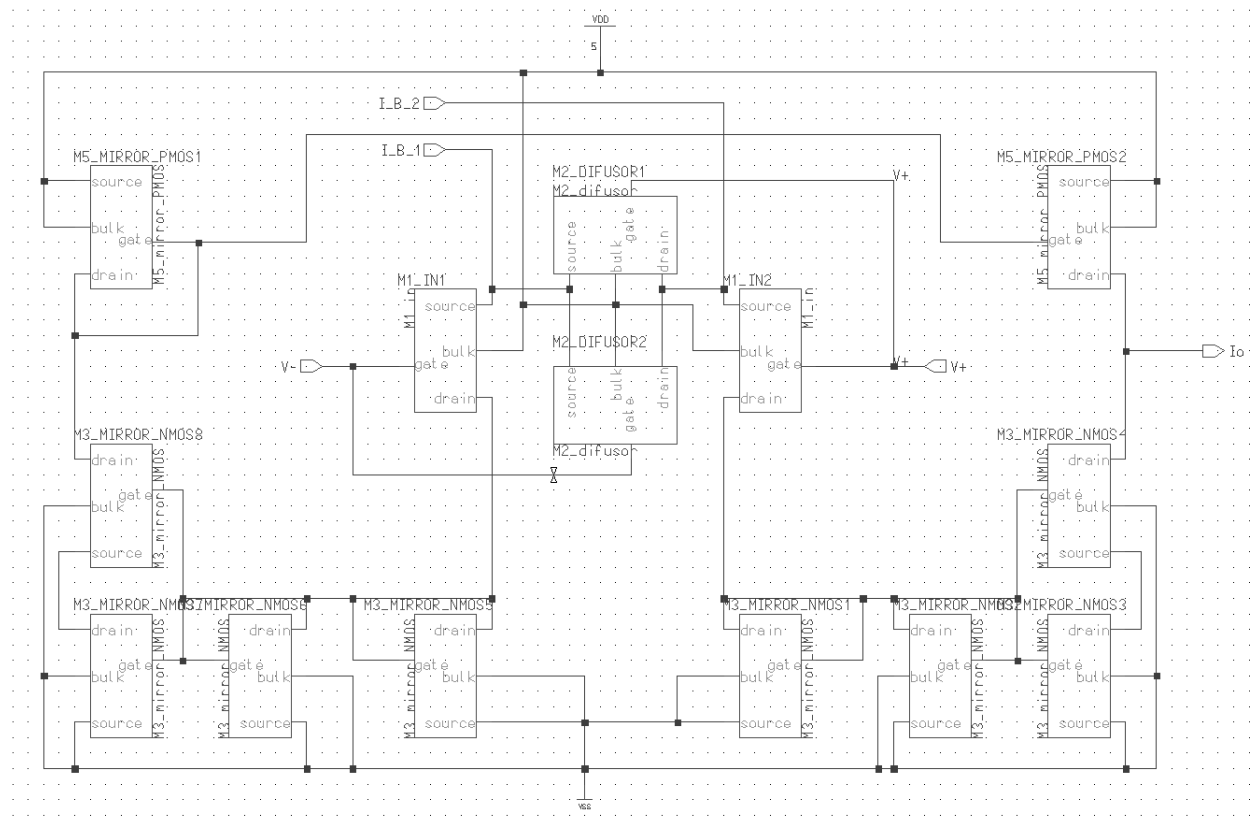 VDD
5
I_B_2
I_B_1
M5_MIRROR_PMOS1
source
bulk
gate
drain
M5_mirror_PMOS
M2_DIFUSOR1
M2_difusor
source
bulk
gate
drain
V+
M5_MIRROR_PMOS2
source
bulk
gate
drain
M5_mirror_PMOS
M1_IN1
source
bulk
gate
drain
M1_in
M1_IN2
source
bulk
gate
drain
M1_in
M2_DIFUSOR2
source
bulk
gate
drain
M2_difusor
V-
V+
V+
Io
M3_MIRROR_NMOS8
drain
gate
bulk
source
M3_mirror_NMOS
M3_MIRROR_NMOS4
drain
gate
bulk
source
M3_mirror_NMOS
M3_MIRROR_NMOS7
drain
gate
bulk
source
M3_mirror_NMOS
M3_MIRROR_NMOS6
drain
gate
bulk
source
M3_mirror_NMOS
M3_MIRROR_NMOS5
drain
gate
bulk
source
M3_mirror_NMOS
M3_MIRROR_NMOS1
drain
gate
bulk
source
M3_mirror_NMOS
M3_MIRROR_NMOS2
drain
gate
bulk
source
M3_mirror_NMOS
M3_MIRROR_NMOS3
drain
gate
bulk
source
M3_mirror_NMOS
VSS